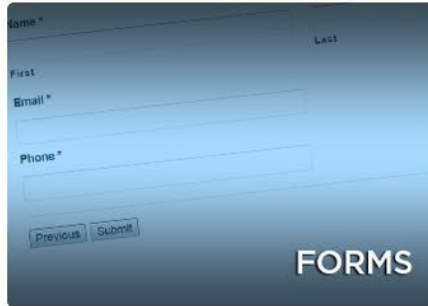 Name *
First
Last
Email *
Phone *
Previous Submit
FORMS